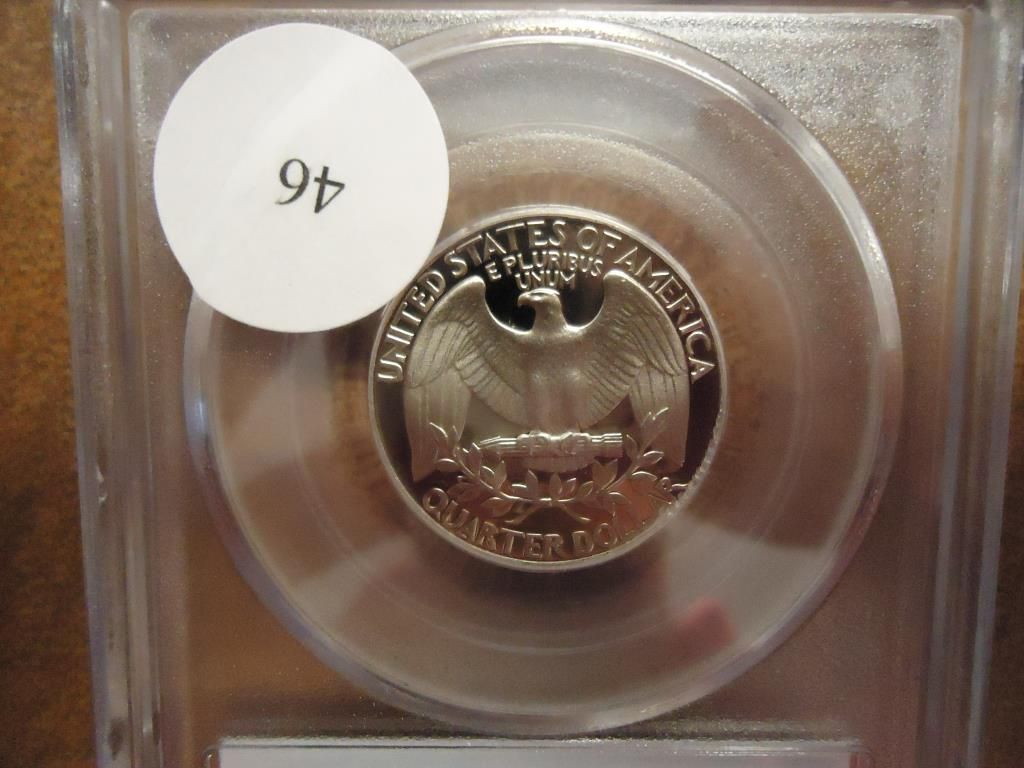 46
UNITED STATES OF AMERICA
E PLURIBUS
UNUM
QUARTER DOLLAR